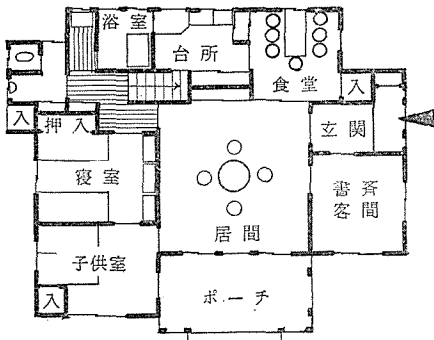 浴室
台所
食堂
入
玄関
入
押入
寝室
居間
書斉
客間
子供室
入
ポーチ